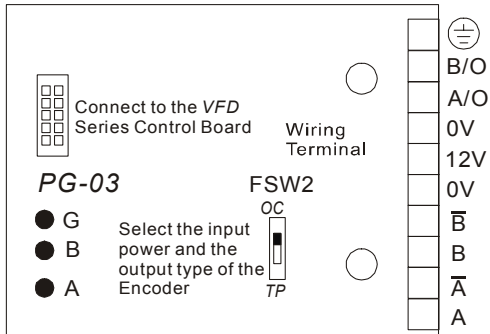 Connect to the VFD
Series Control Board
Wiring
Terminal
PG-03
FSW2
OC
TP
G
B
A
Select the input
power and the
output type of the
Encoder
B/O
A/O
0V
12V
0V
B̅
B
A̅
A